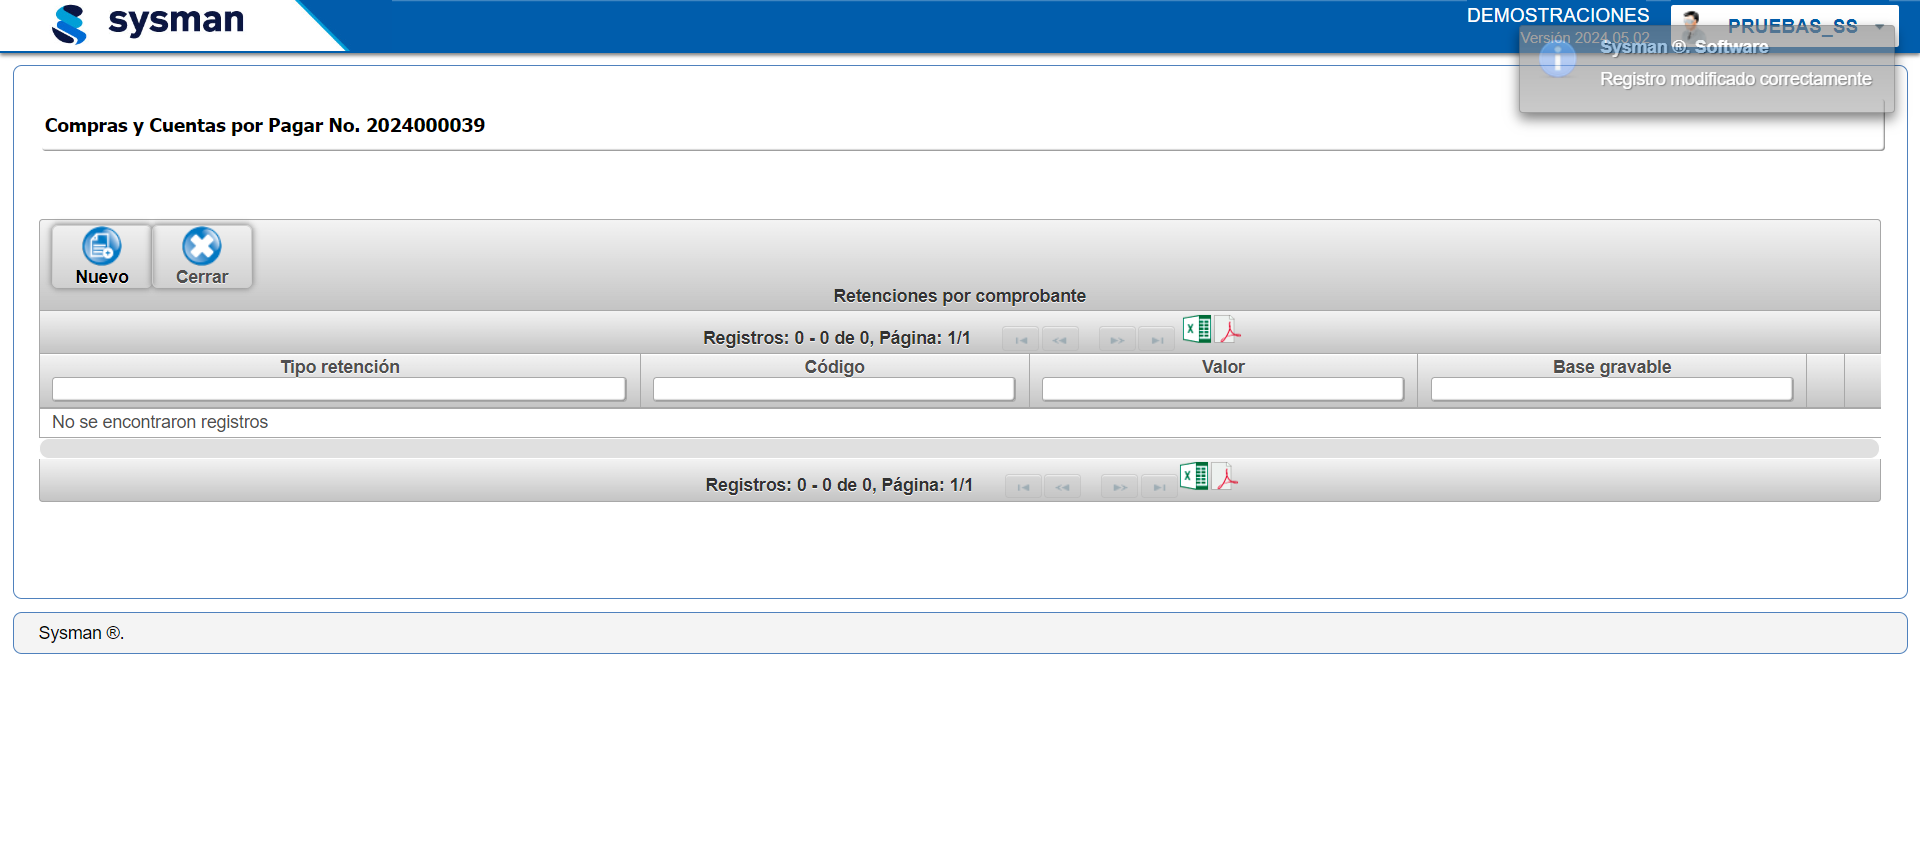 sysman
DEMOSTRACIONES
Versión 2024.05.02
PRUEBAS_SS
Sysman ®. Software
Registro modificado correctamente
Compras y Cuentas por Pagar No. 2024000039
Nuevo
Cerrar
Retenciones por comprobante
Registros: 0 - 0 de 0, Página: 1/1
Tipo retención
Código
Valor
Base gravable
No se encontraron registros
Registros: 0 - 0 de 0, Página: 1/1
Sysman ®.